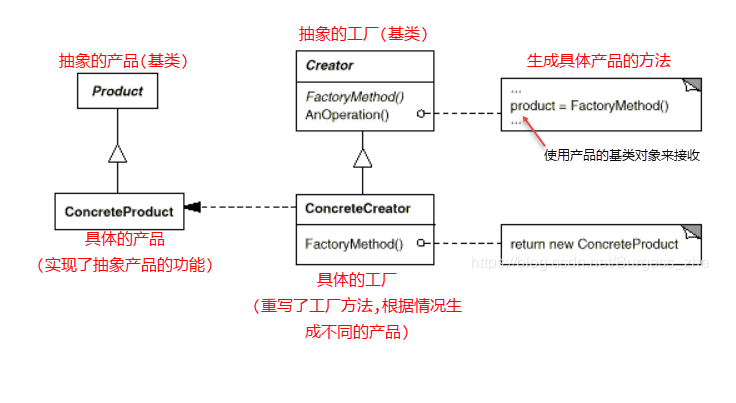 抽象的工厂(基类)
抽象的产品(基类)
生成具体产品的方法
Creator
Product
FactoryMethod()
AnOperation()
...
product = FactoryMethod()
...
使用产品的基类对象来接收
ConcreteProduct
ConcreteCreator
FactoryMethod()
return new ConcreteProduct
具体的产品
(实现了抽象产品的功能)
具体的工厂
(重写了工厂方法,根据情况生
成不同的产品)
https://blog.csdn.net/Burgess_zhe